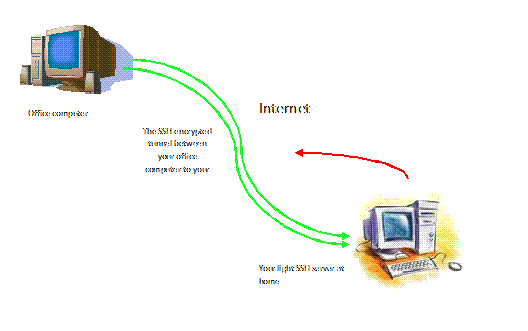 Internet
Office computer
The SSH encrypted
tunnel between
your office
computer to your
Your light SSH server at
home